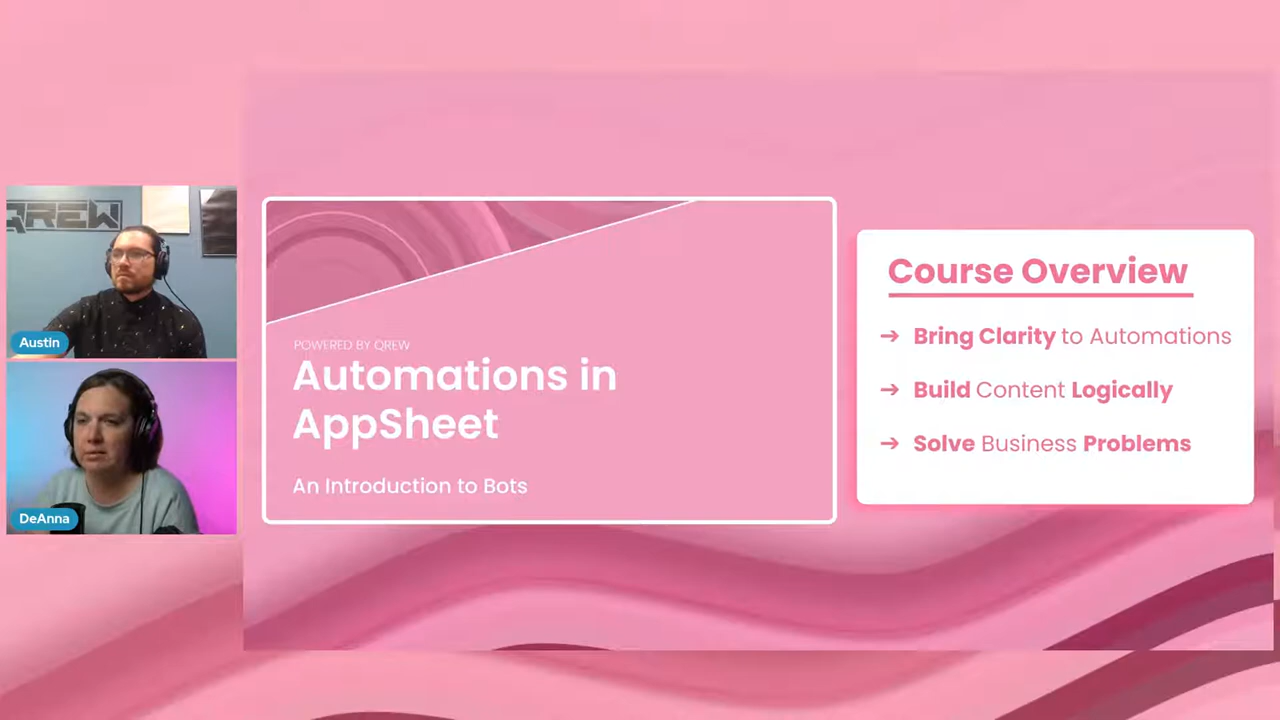 QREW
Austin
DeAnna
POWERED BY QREW
Automations in
AppSheet
An Introduction to Bots
Course Overview
➔ Bring Clarity to Automations
➔ Build Content Logically
➔ Solve Business Problems